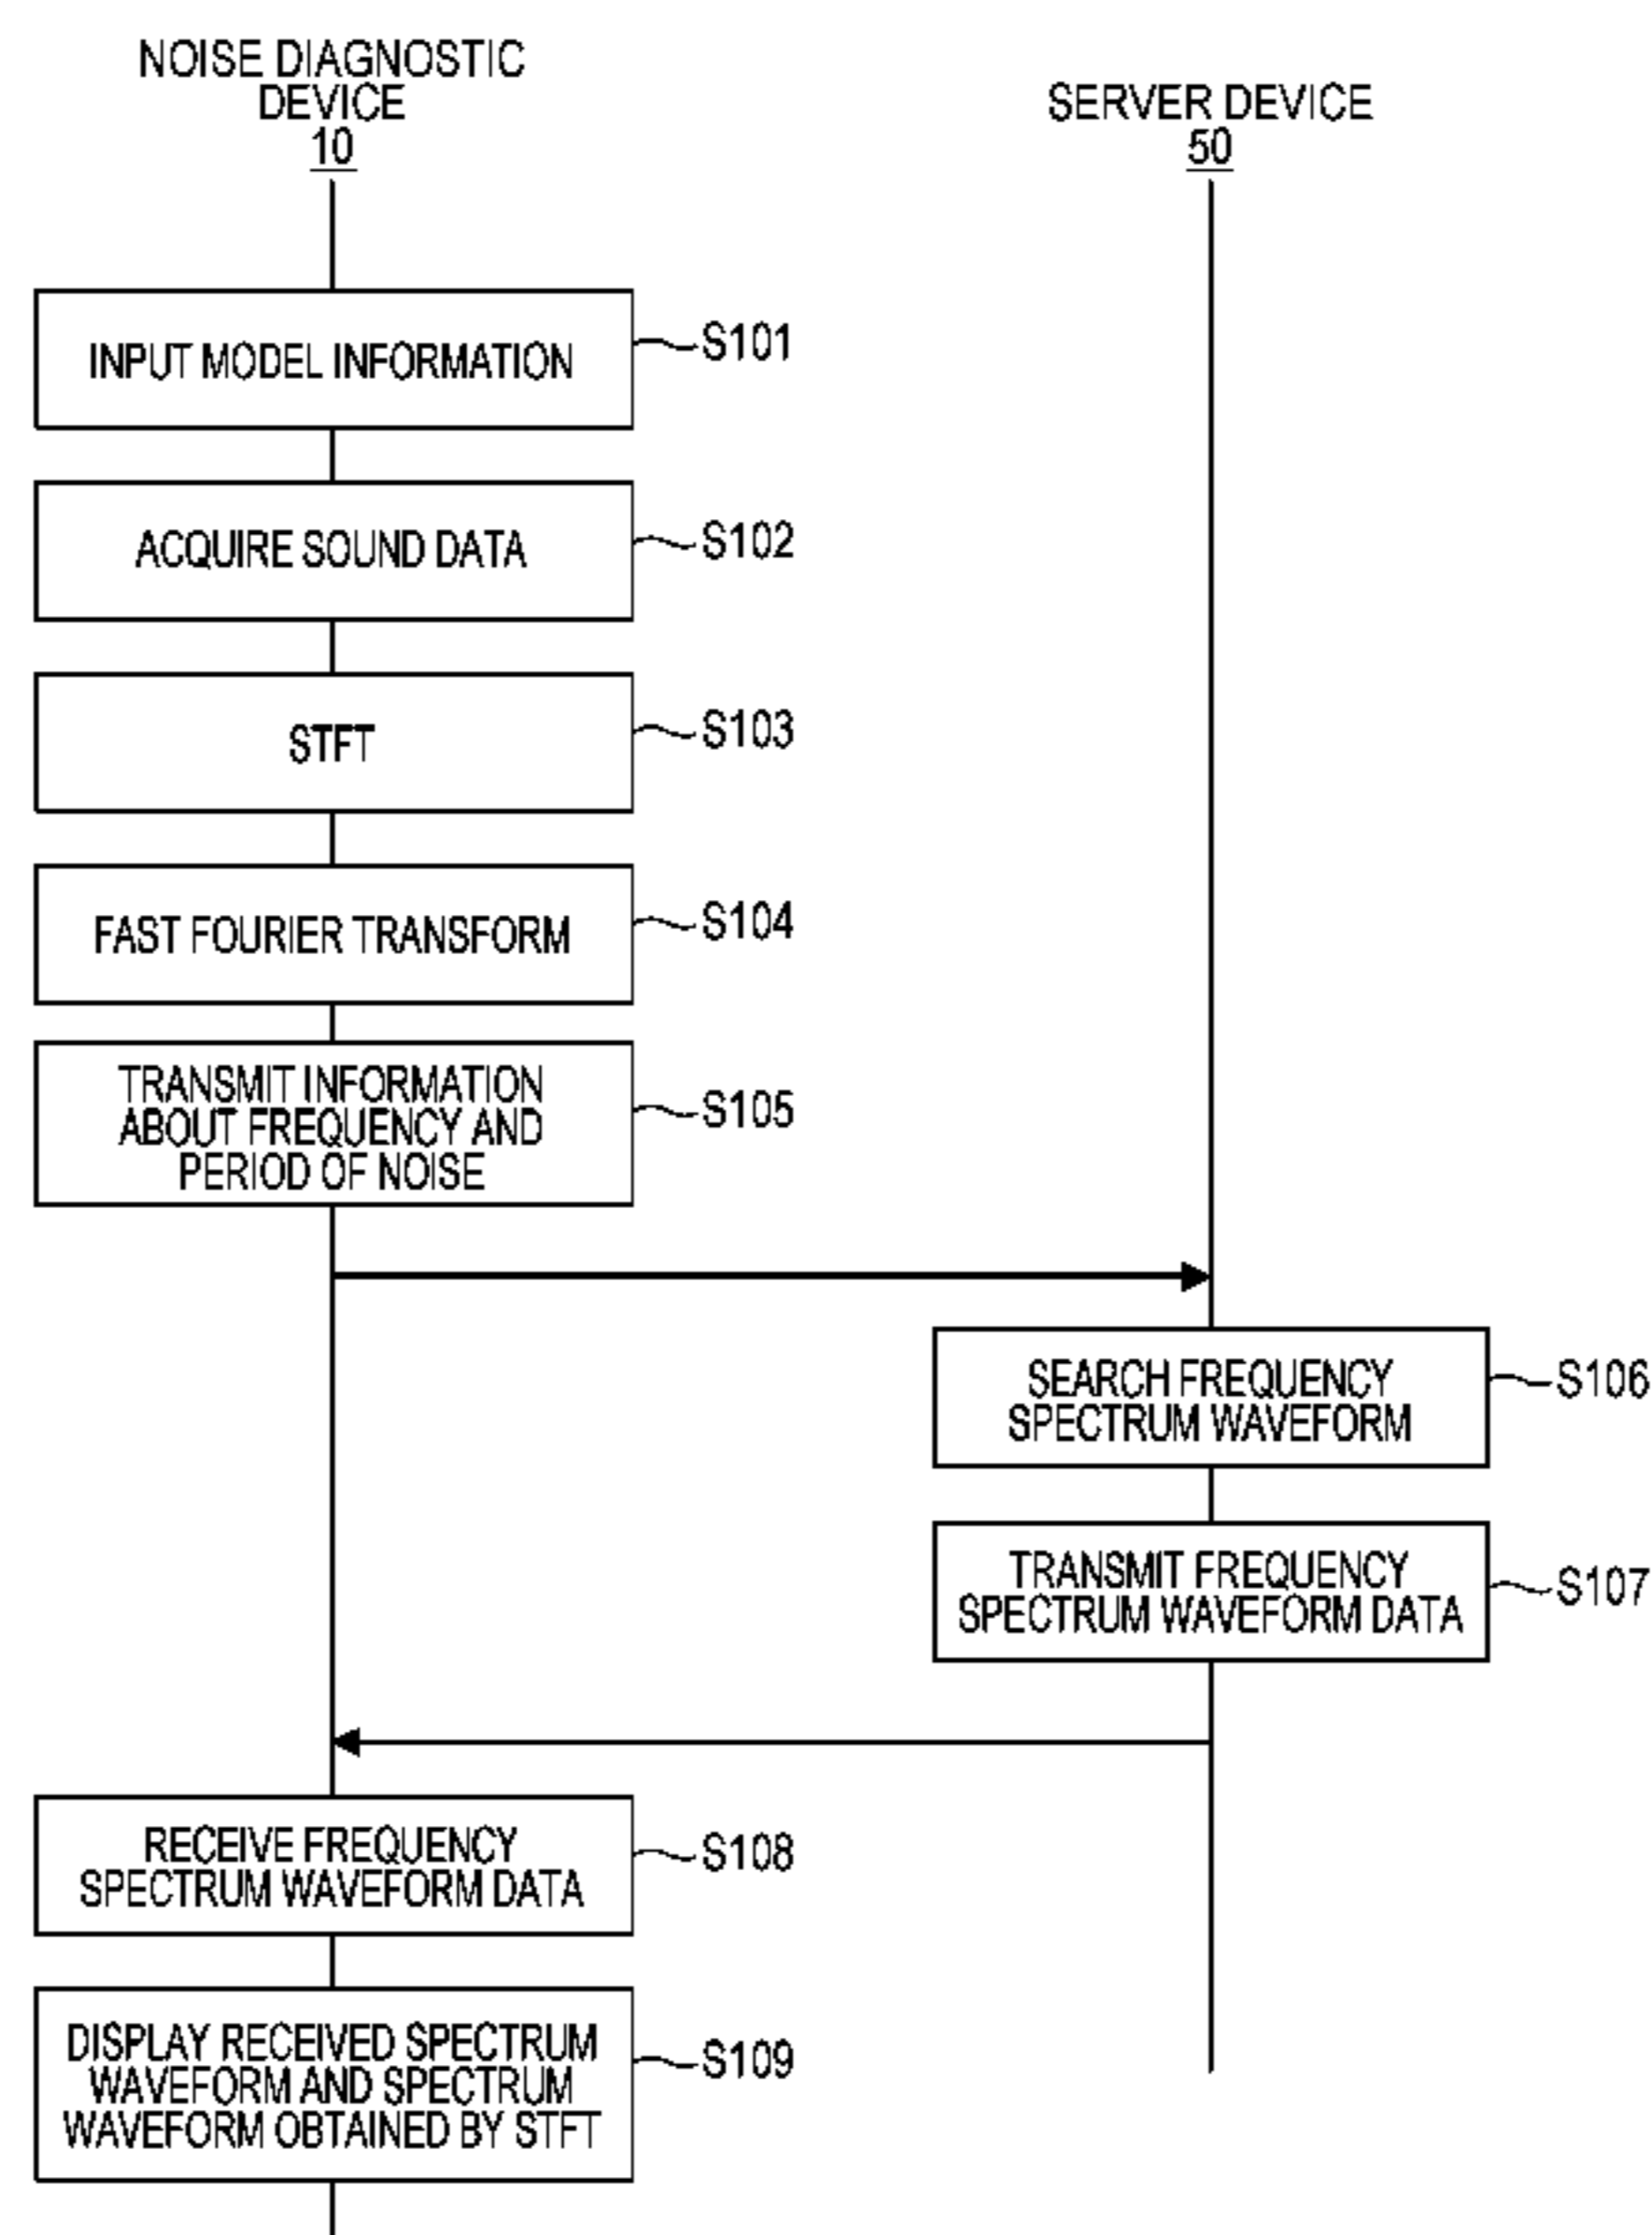 NOISE DIAGNOSTIC
DEVICE
10
SERVER DEVICE
50
INPUT MODEL INFORMATION
S101
ACQUIRE SOUND DATA
S102
STFT
S103
FAST FOURIER TRANSFORM
S104
TRANSMIT INFORMATION
ABOUT FREQUENCY AND
PERIOD OF NOISE
S105
SEARCH FREQUENCY
SPECTRUM WAVEFORM
S106
TRANSMIT FREQUENCY
SPECTRUM WAVEFORM DATA
S107
RECEIVE FREQUENCY
SPECTRUM WAVEFORM DATA
S108
DISPLAY RECEIVED SPECTRUM
WAVEFORM AND SPECTRUM
WAVEFORM OBTAINED BY STFT
S109